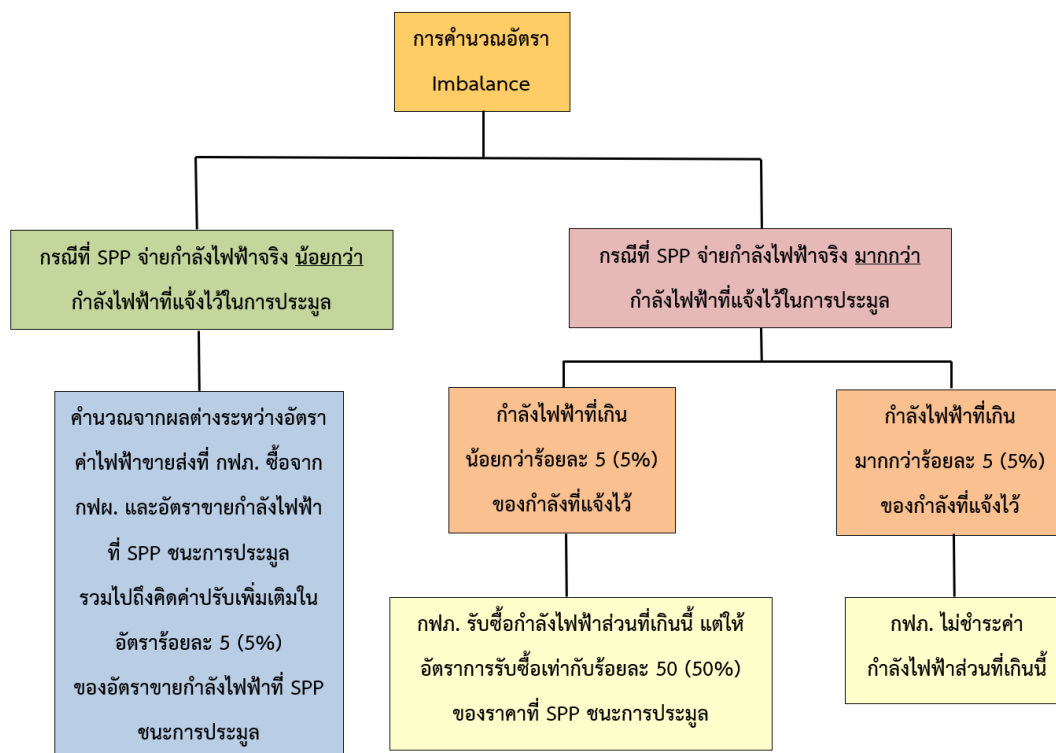 การคำนวณอัตรา
Imbalance
กรณีที่ SPP จ่ายกำลังไฟฟ้าจริง น้อยกว่า
กำลังไฟฟ้าที่แจ้งไว้ในการประมูล
กรณีที่ SPP จ่ายกำลังไฟฟ้าจริง มากกว่า
กำลังไฟฟ้าที่แจ้งไว้ในการประมูล
คำนวณจากผลต่างระหว่างอัตรา
ค่าไฟฟ้าขายส่งที่ กฟภ. ซื้อจาก
กฟผ. และอัตราขายกำลังไฟฟ้า
ที่ SPP ชนะการประมูล
รวมไปถึงคิดค่าปรับเพิ่มเติมใน
อัตราร้อยละ 5 (5%)
ของอัตราขายกำลังไฟฟ้าที่ SPP
ชนะการประมูล
กำลังไฟฟ้าที่เกิน
น้อยกว่าร้อยละ 5 (5%)
ของกำลังที่แจ้งไว้
กำลังไฟฟ้าที่เกิน
มากกว่าร้อยละ 5 (5%)
ของกำลังที่แจ้งไว้
กฟภ. รับซื้อกำลังไฟฟ้าส่วนที่เกินนี้ แต่ให้
อัตราการรับซื้อเท่ากับร้อยละ 50 (50%)
ของราคาที่ SPP ชนะการประมูล
กฟภ. ไม่ชำระค่า
กำลังไฟฟ้าส่วนที่เกินนี้